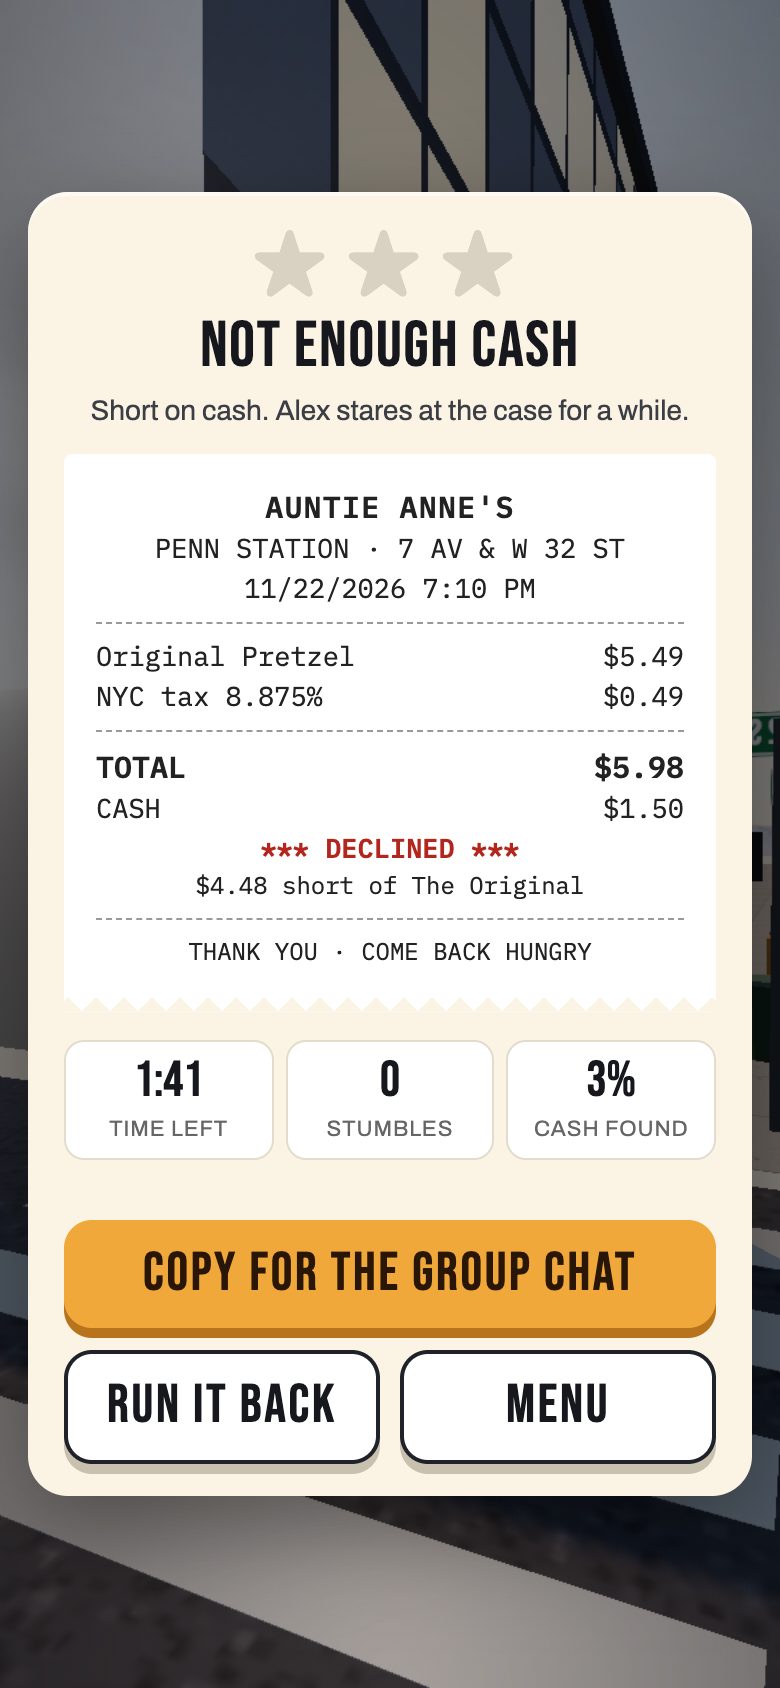 NOT ENOUGH CASH
Short on cash. Alex stares at the case for a while.
AUNTIE ANNE'S
PENN STATION · 7 AV & W 32 ST
11/22/2026 7:10 PM
Original Pretzel $5.49
NYC tax 8.875% $0.49
TOTAL $5.98
CASH $1.50
*** DECLINED ***
$4.48 short of The Original
THANK YOU · COME BACK HUNGRY
1:41 0 3%
TIME LEFT STUMBLES CASH FOUND
COPY FOR THE GROUP CHAT
RUN IT BACK MENU